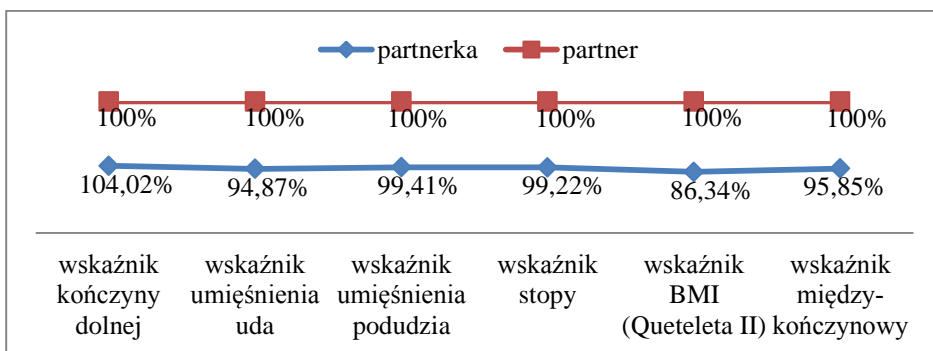 partnerka partner
100% 100% 100% 100% 100% 100%
104,02% 94,87% 99,41% 99,22% 86,34% 95,85%
wskaźnik wskaźnik wskaźnik wskaźnik wskaźnik wskaźnik
kończyny umięśnienia umięśnienia stopy BMI między-
dolnej uda podudzia (Queteleta II) kończynowy